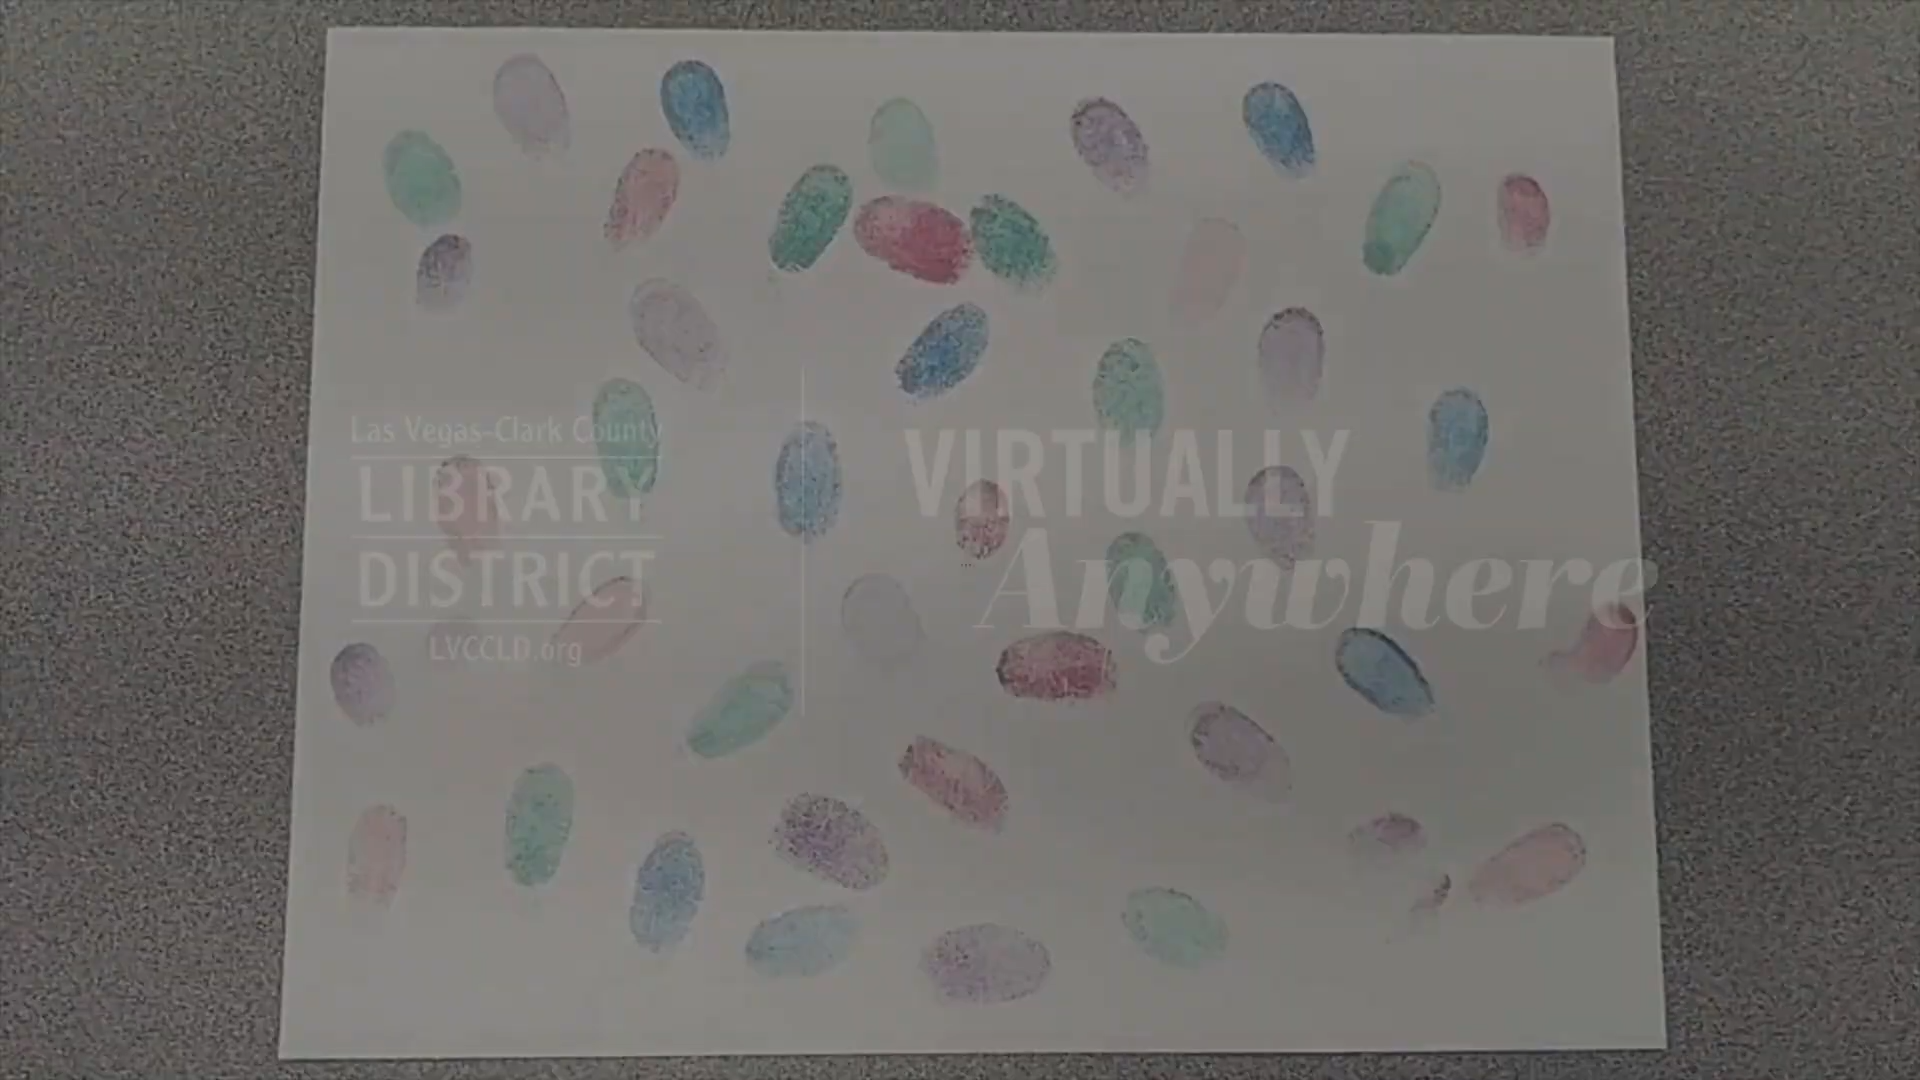 Las Vegas-Clark County
LIBRARY
DISTRICT
LVCCLD.org
VIRTUALLY
Anywhere